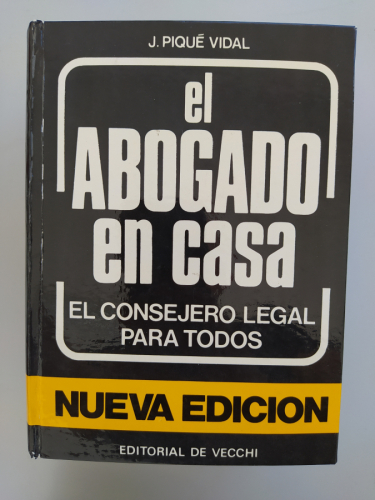 J. PIQUÉ VIDAL
el
ABOGADO
en casa
EL CONSEJERO LEGAL
PARA TODOS
NUEVA EDICION
EDITORIAL DE VECCHI